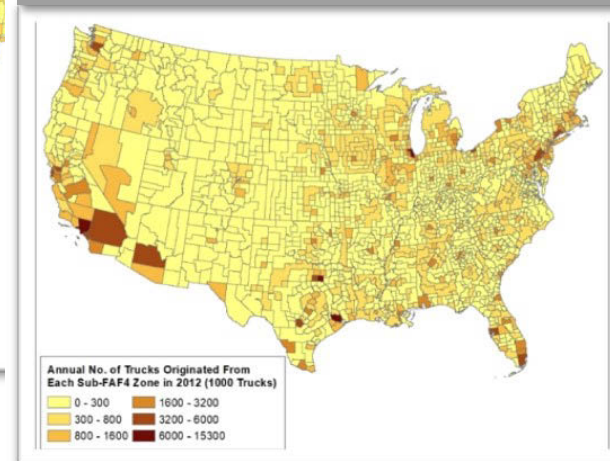 Annual No. of Trucks Originated From
Each Sub-FAF4 Zone in 2012 (1000 Trucks)
0 - 300
300 - 800
800 - 1600
1600 - 3200
3200 - 6000
6000 - 15300